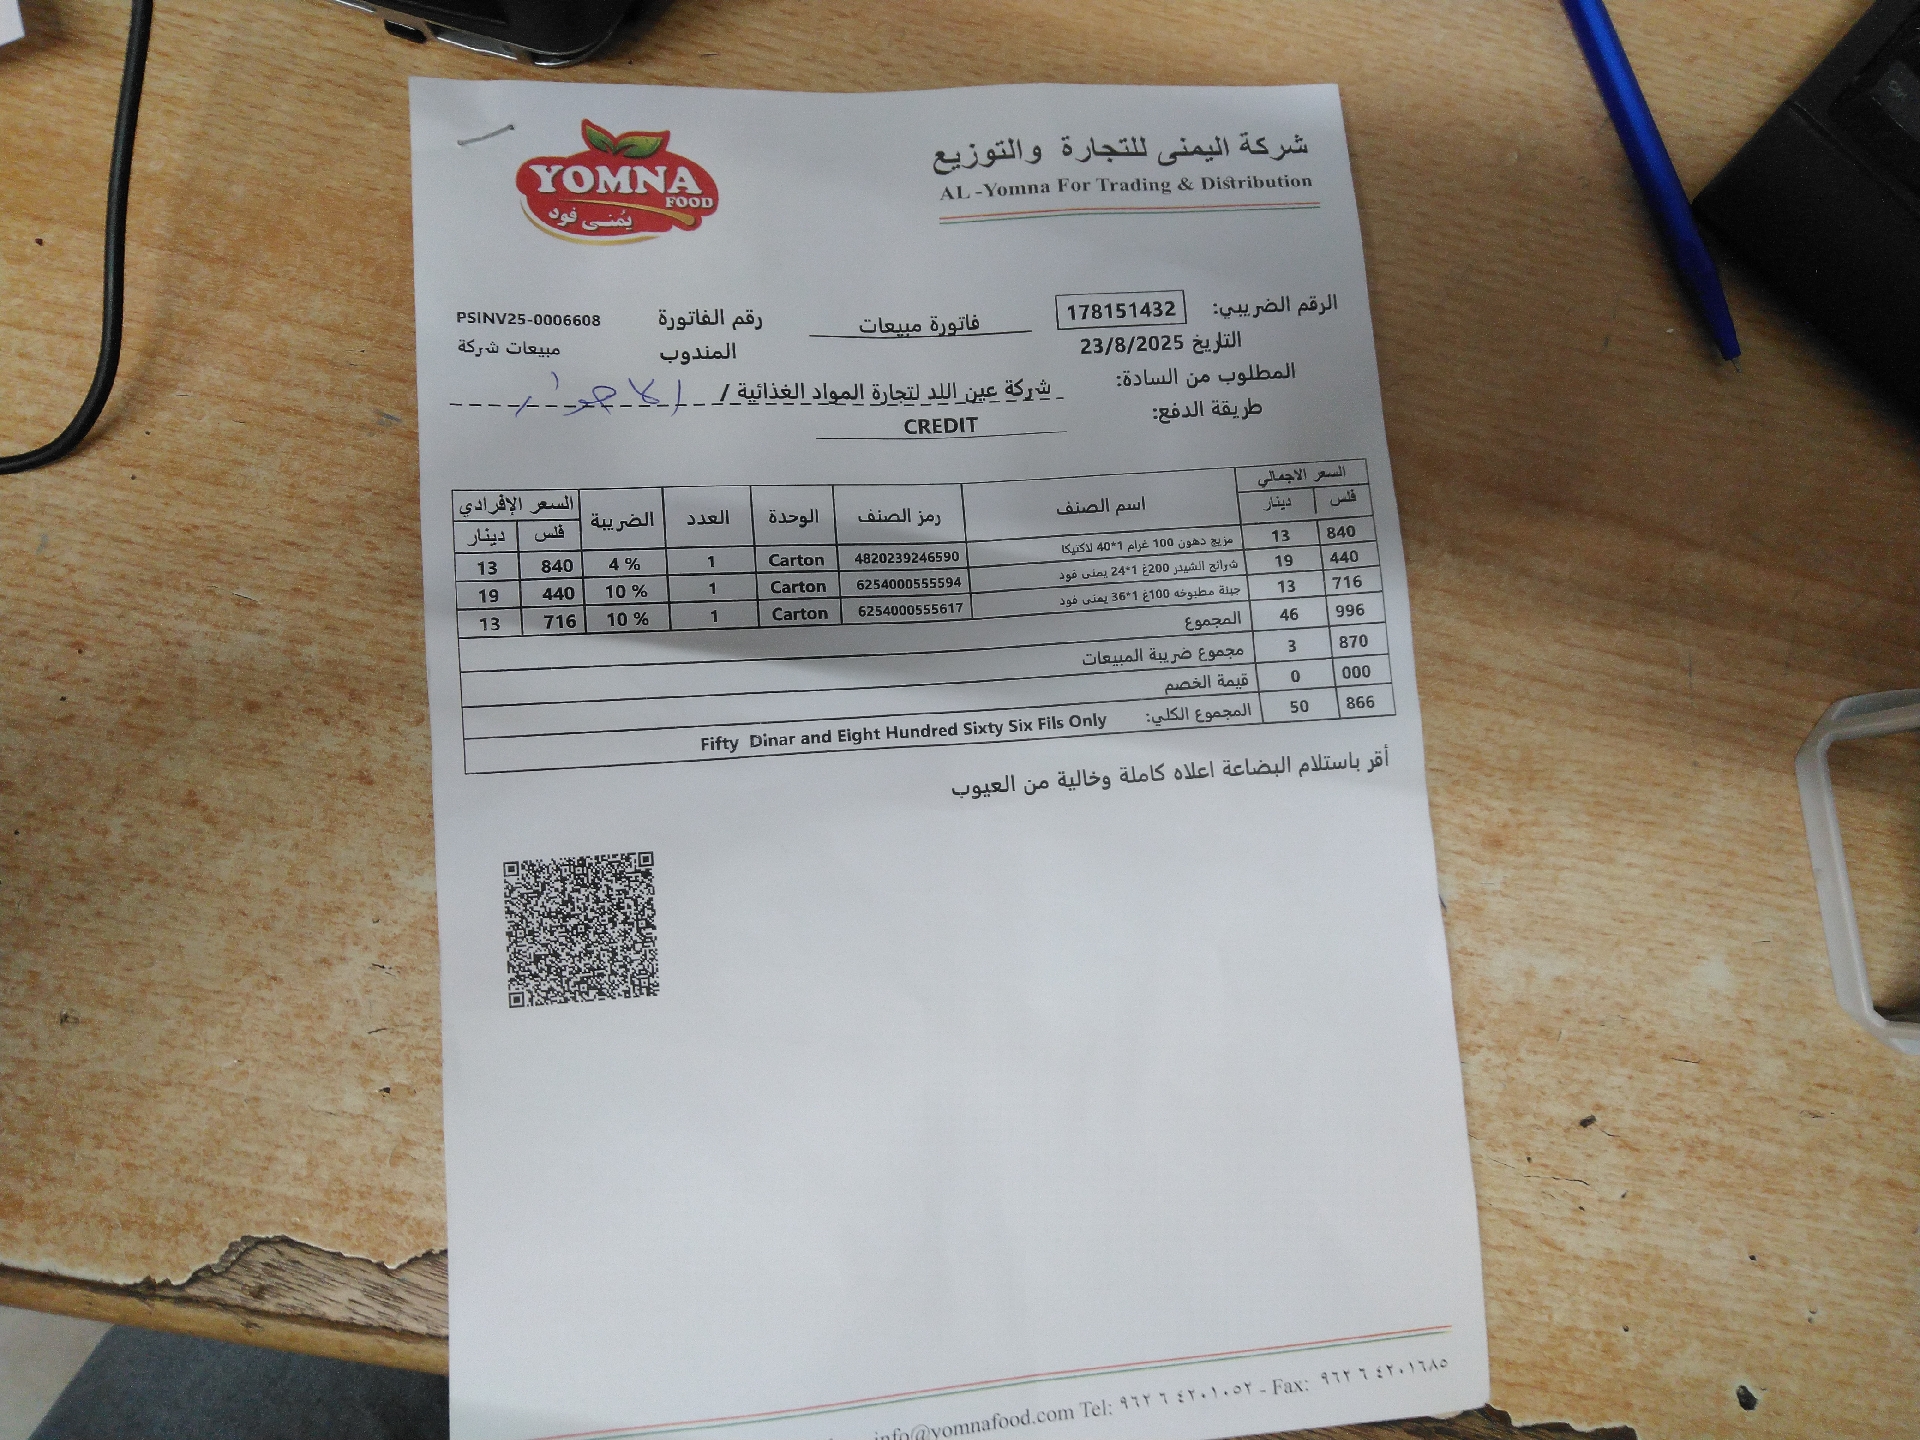 YOMNA
FOOD
يُمنى فود
شركة اليمنى للتجارة والتوزيع
AL -Yomna For Trading & Distribution
الرقم الضريبي: 178151432 فاتورة مبيعات رقم الفاتورة PSINV25-0006608
التاريخ 23/8/2025 المندوب مبيعات شركة
المطلوب من السادة: شركة عين اللد لتجارة المواد الغذائية /
طريقة الدفع: CREDIT
السعر الاجمالي اسم الصنف رمز الصنف الوحدة العدد الضريبة السعر الإفرادي
فلس دينار فلس دينار
840 13 مزيج دهون 100 غرام 1*40 لاكتيكا 4820239246590 Carton 1 4 % 840 13
440 19 شرائح الشيدر 200غ 1*24 يمنى فود 6254000555594 Carton 1 10 % 440 19
716 13 جبنة مطبوخه 100غ 1*36 يمنى فود 6254000555617 Carton 1 10 % 716 13
996 46 المجموع
870 3 مجموع ضريبة المبيعات
000 0 قيمة الخصم
866 50 المجموع الكلي: Fifty Dinar and Eight Hundred Sixty Six Fils Only
أقر باستلام البضاعة اعلاه كاملة وخالية من العيوب
info@yomnafood.com Tel: ٩٦٢ ٦ ٤٢٠١٠٥٢ - Fax: ٩٦٢ ٦ ٤٢٠١٦٨٥